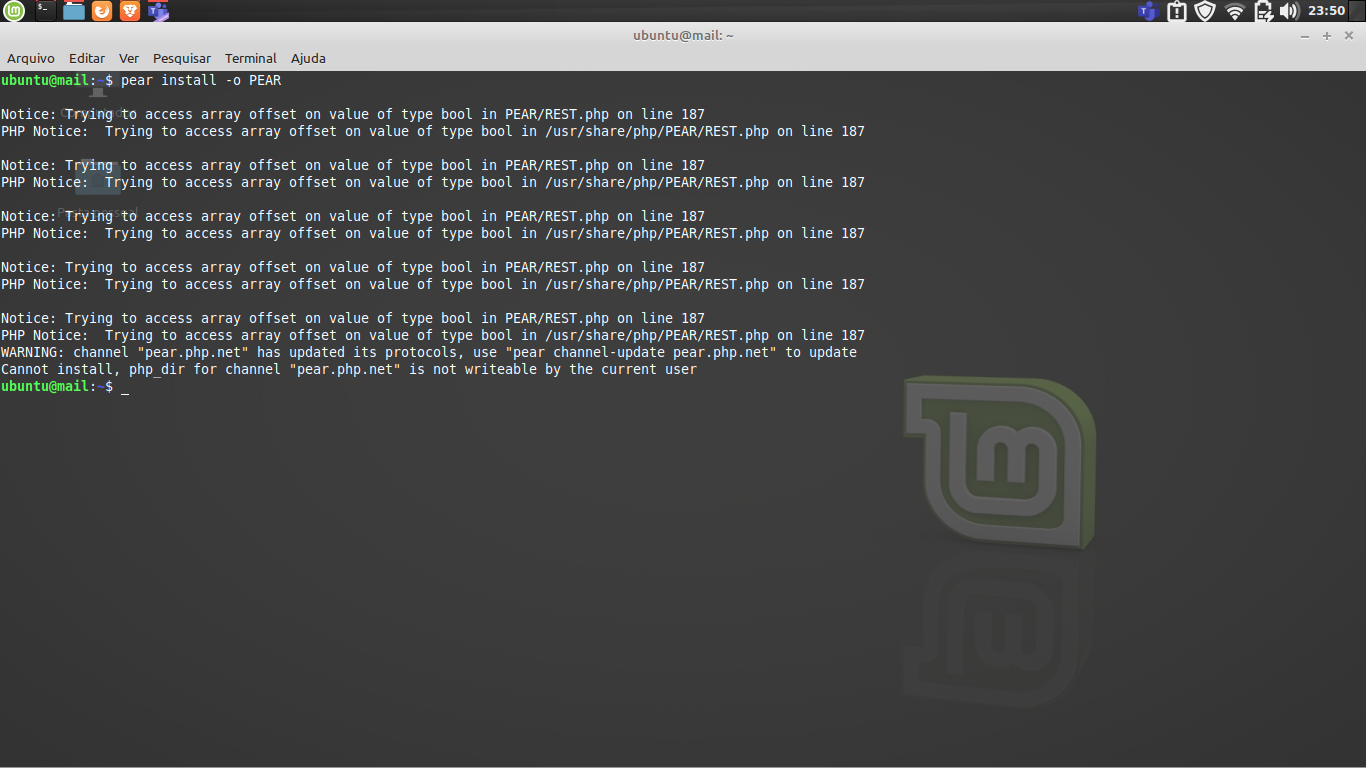 23:50
ubuntu@mail: ~
Arquivo Editar Ver Pesquisar Terminal Ajuda
ubuntu@mail:~$ pear install -o PEAR
Notice: Trying to access array offset on value of type bool in PEAR/REST.php on line 187
PHP Notice:  Trying to access array offset on value of type bool in /usr/share/php/PEAR/REST.php on line 187
Notice: Trying to access array offset on value of type bool in PEAR/REST.php on line 187
PHP Notice:  Trying to access array offset on value of type bool in /usr/share/php/PEAR/REST.php on line 187
Notice: Trying to access array offset on value of type bool in PEAR/REST.php on line 187
PHP Notice:  Trying to access array offset on value of type bool in /usr/share/php/PEAR/REST.php on line 187
Notice: Trying to access array offset on value of type bool in PEAR/REST.php on line 187
PHP Notice:  Trying to access array offset on value of type bool in /usr/share/php/PEAR/REST.php on line 187
Notice: Trying to access array offset on value of type bool in PEAR/REST.php on line 187
PHP Notice:  Trying to access array offset on value of type bool in /usr/share/php/PEAR/REST.php on line 187
WARNING: channel "pear.php.net" has updated its protocols, use "pear channel-update pear.php.net" to update
Cannot install, php_dir for channel "pear.php.net" is not writeable by the current user
ubuntu@mail:~$ _